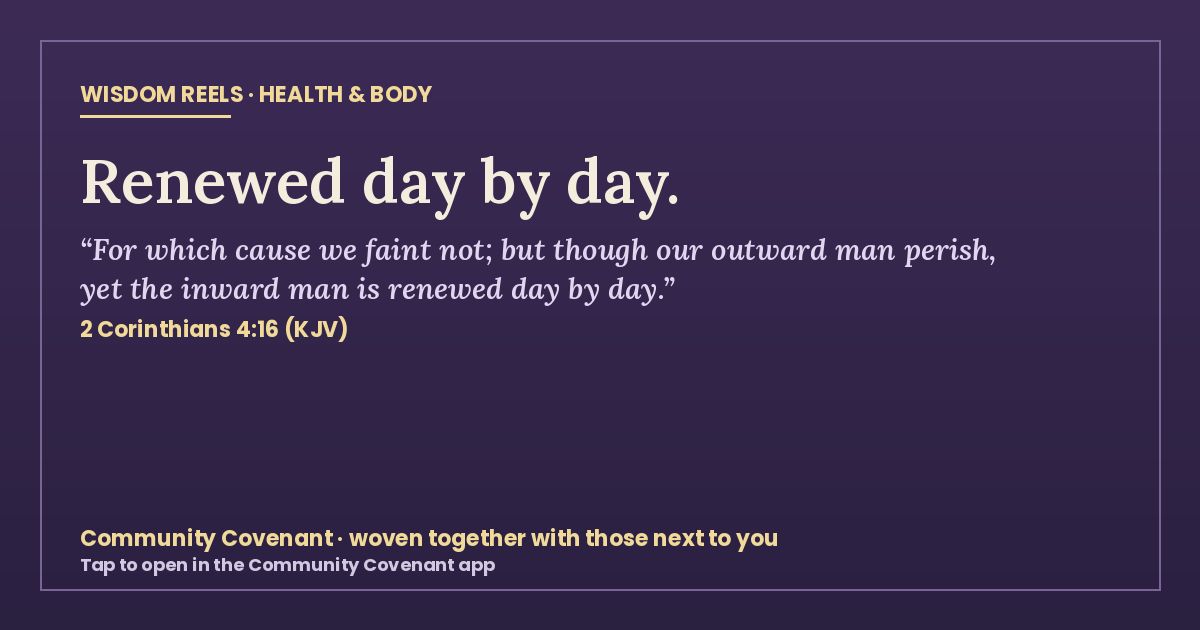 WISDOM REELS · HEALTH & BODY
Renewed day by day.
“For which cause we faint not; but though our outward man perish,
yet the inward man is renewed day by day.”
2 Corinthians 4:16 (KJV)
Community Covenant · woven together with those next to you
Tap to open in the Community Covenant app